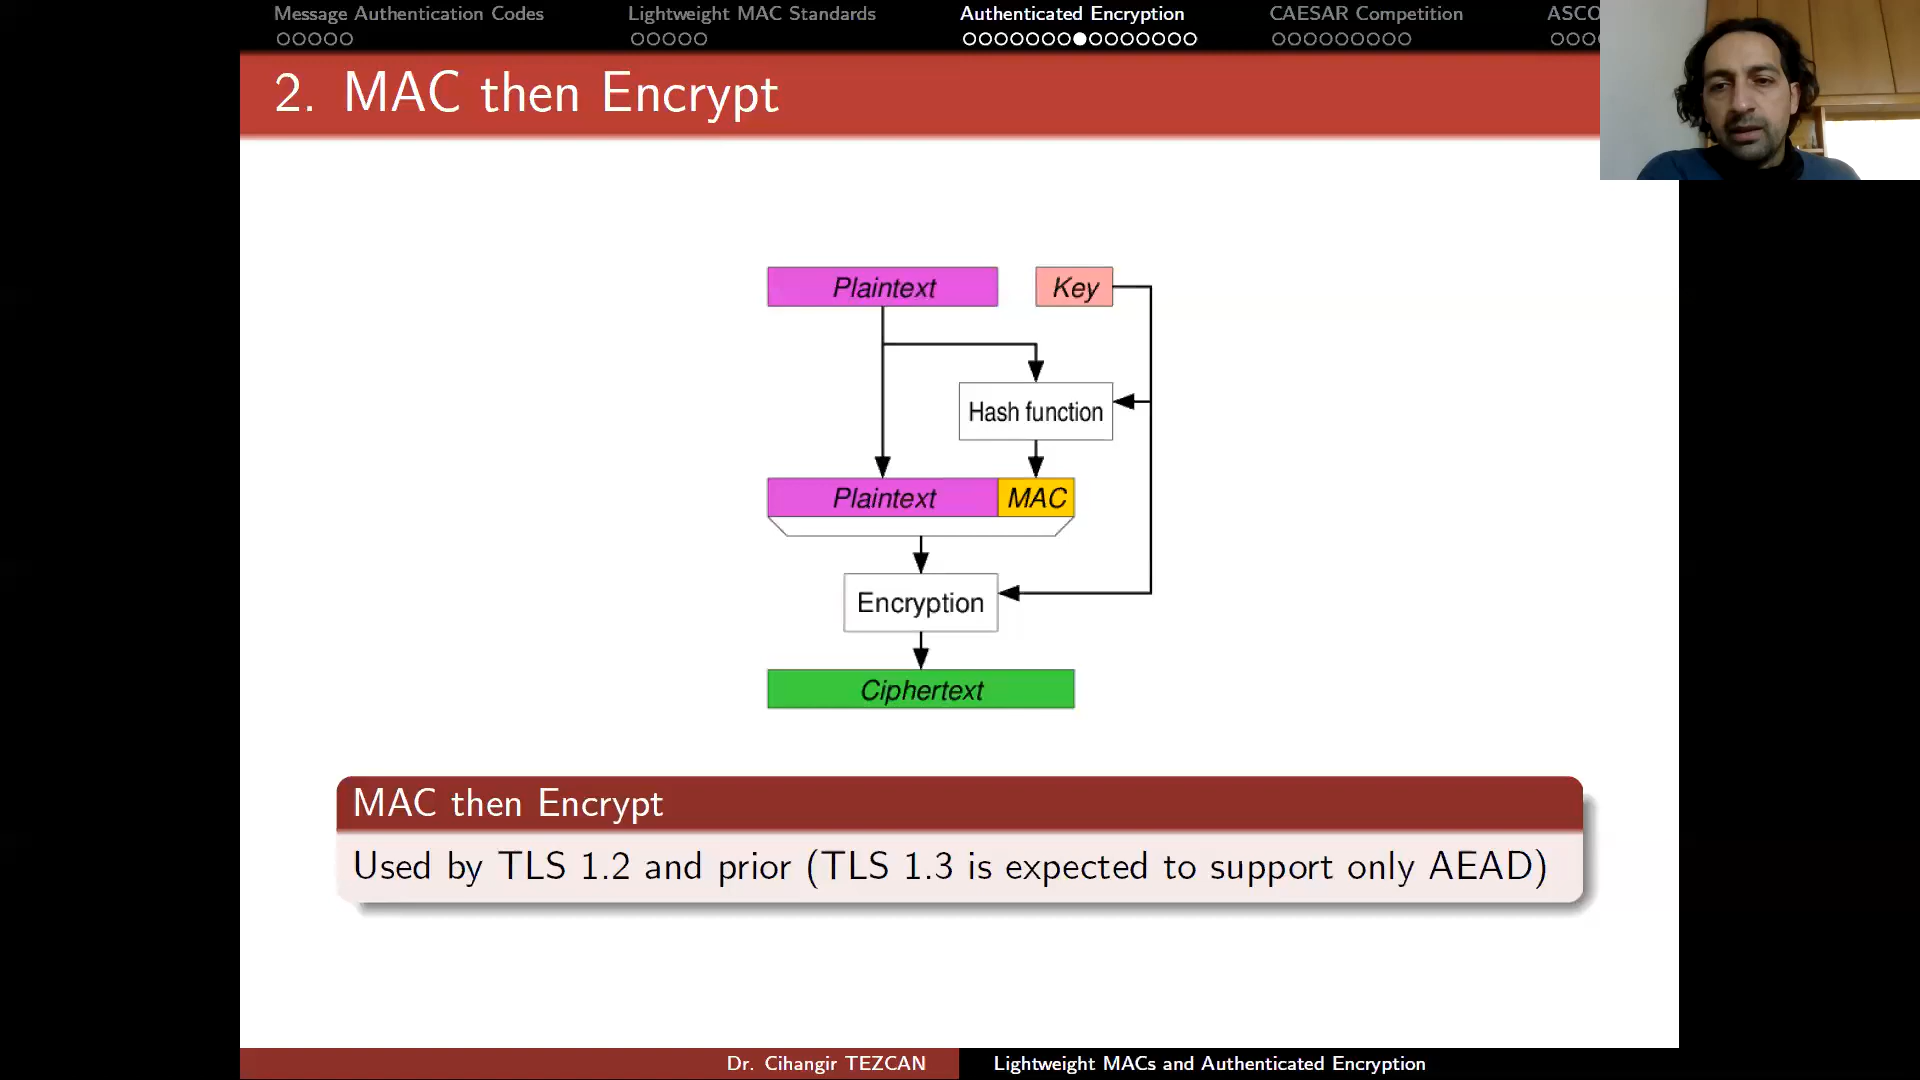 Message Authentication Codes
Lightweight MAC Standards
Authenticated Encryption
CAESAR Competition
ASCO
2. MAC then Encrypt
Plaintext
Key
Hash function
Plaintext
MAC
Encryption
Ciphertext
MAC then Encrypt
Used by TLS 1.2 and prior (TLS 1.3 is expected to support only AEAD)
Dr. Cihangir TEZCAN
Lightweight MACs and Authenticated Encryption